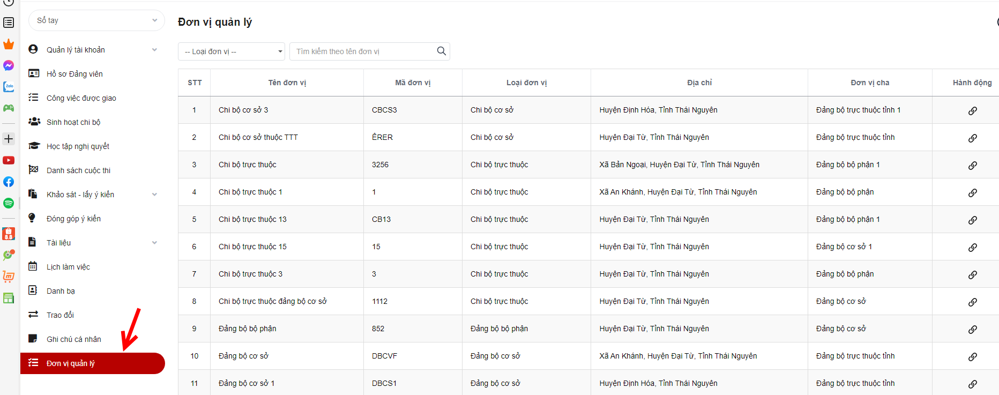 Sổ tay
Quản lý tài khoản
Hồ sơ Đảng viên
Công việc được giao
Sinh hoạt chi bộ
Học tập nghị quyết
Danh sách cuộc thi
Khảo sát - lấy ý kiến
Đóng góp ý kiến
Tài liệu
Lịch làm việc
Danh bạ
Trao đổi
Ghi chú cá nhân
Đơn vị quản lý
Zalo
8.8
Đơn vị quản lý
-- Loại đơn vị -- Tìm kiếm theo tên đơn vị
STT Tên đơn vị Mã đơn vị Loại đơn vị Địa chỉ Đơn vị cha Hành động
1 Chi bộ cơ sở 3 CBCS3 Chi bộ cơ sở Huyện Định Hóa, Tỉnh Thái Nguyên Đảng bộ trực thuộc tỉnh 1
2 Chi bộ cơ sở thuộc TTT ÊRER Chi bộ cơ sở Huyện Đại Từ, Tỉnh Thái Nguyên Đảng bộ trực thuộc tỉnh
3 Chi bộ trực thuộc 3256 Chi bộ trực thuộc Xã Bản Ngoại, Huyện Đại Từ, Tỉnh Thái Nguyên Đảng bộ bộ phận 1
4 Chi bộ trực thuộc 1 1 Chi bộ trực thuộc Xã An Khánh, Huyện Đại Từ, Tỉnh Thái Nguyên Đảng bộ bộ phận
5 Chi bộ trực thuộc 13 CB13 Chi bộ trực thuộc Huyện Đại Từ, Tỉnh Thái Nguyên Đảng bộ bộ phận 1
6 Chi bộ trực thuộc 15 15 Chi bộ trực thuộc Huyện Đại Từ, Tỉnh Thái Nguyên Đảng bộ cơ sở 1
7 Chi bộ trực thuộc 3 3 Chi bộ trực thuộc Huyện Đại Từ, Tỉnh Thái Nguyên Đảng bộ bộ phận
8 Chi bộ trực thuộc đảng bộ cơ sở 1112 Chi bộ trực thuộc Huyện Đại Từ, Tỉnh Thái Nguyên Đảng bộ cơ sở
9 Đảng bộ bộ phận 852 Đảng bộ bộ phận Huyện Đại Từ, Tỉnh Thái Nguyên Đảng bộ cơ sở
10 Đảng bộ cơ sở DBCVF Đảng bộ cơ sở Xã An Khánh, Huyện Đại Từ, Tỉnh Thái Nguyên Đảng bộ trực thuộc tỉnh
11 Đảng bộ cơ sở 1 DBCS1 Đảng bộ cơ sở Huyện Định Hóa, Tỉnh Thái Nguyên Đảng bộ trực thuộc tỉnh